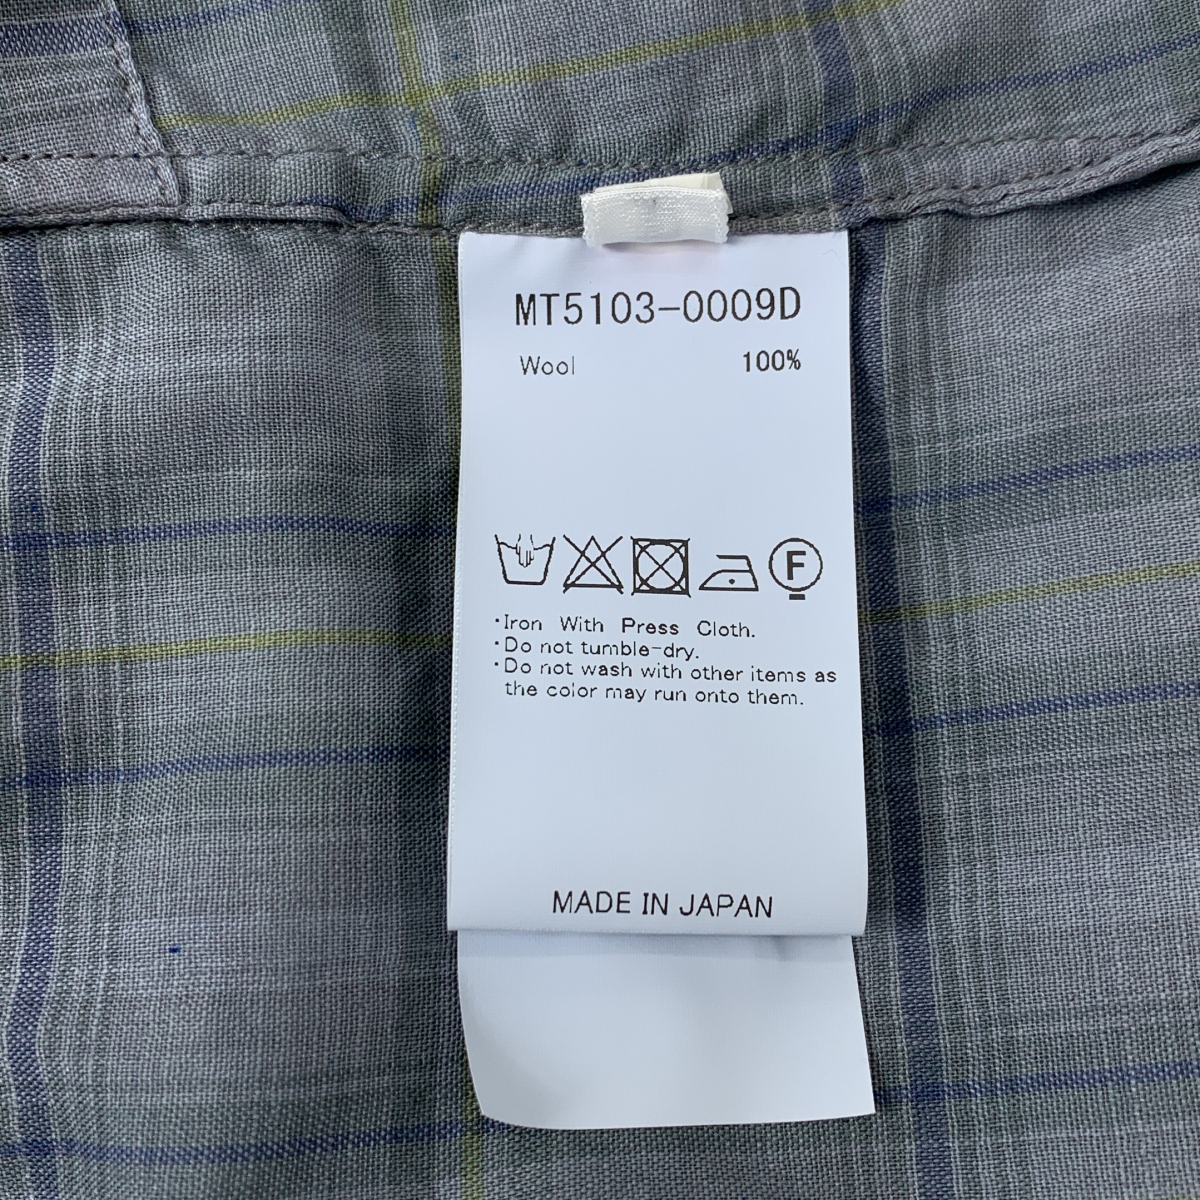 MT5103-0009D
Wool 100%
F
·Iron With Press Cloth.
·Do not tumble-dry.
·Do not wash with other items as
the color may run onto them.
MADE IN JAPAN